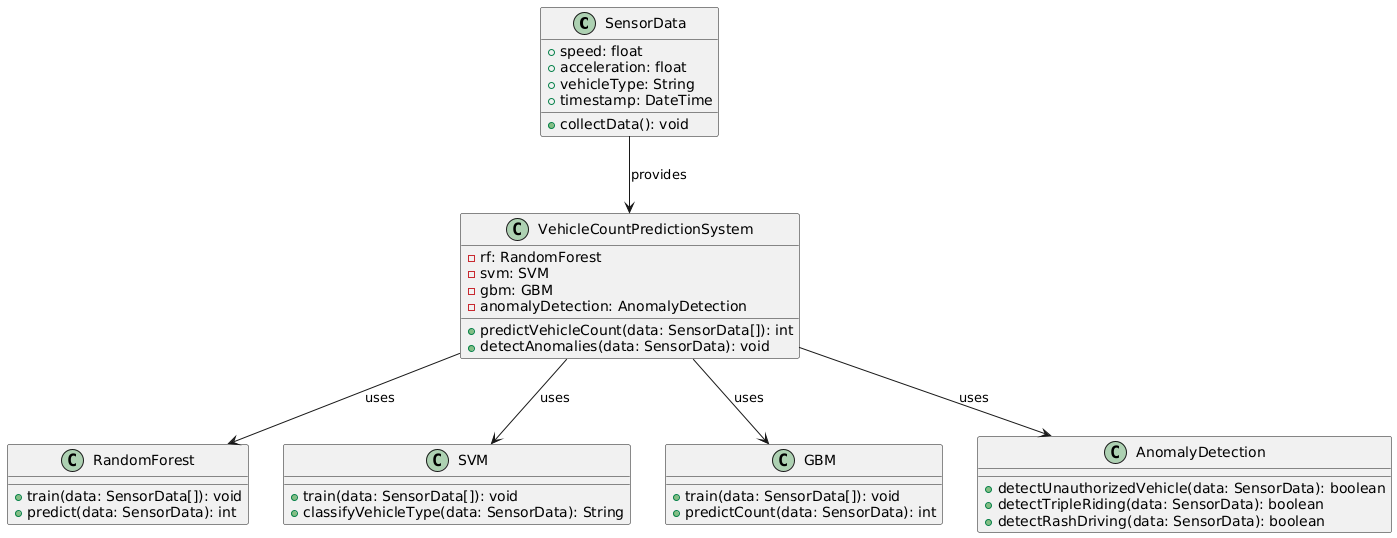 C SensorData
speed: float
acceleration: float
vehicleType: String
timestamp: DateTime
collectData(): void
provides
C VehicleCountPredictionSystem
rf: RandomForest
svm: SVM
gbm: GBM
anomalyDetection: AnomalyDetection
predictVehicleCount(data: SensorData[]): int
detectAnomalies(data: SensorData): void
uses
uses
uses
uses
C RandomForest
train(data: SensorData[]): void
predict(data: SensorData): int
C SVM
train(data: SensorData[]): void
classifyVehicleType(data: SensorData): String
C GBM
train(data: SensorData[]): void
predictCount(data: SensorData): int
C AnomalyDetection
detectUnauthorizedVehicle(data: SensorData): boolean
detectTripleRiding(data: SensorData): boolean
detectRashDriving(data: SensorData): boolean